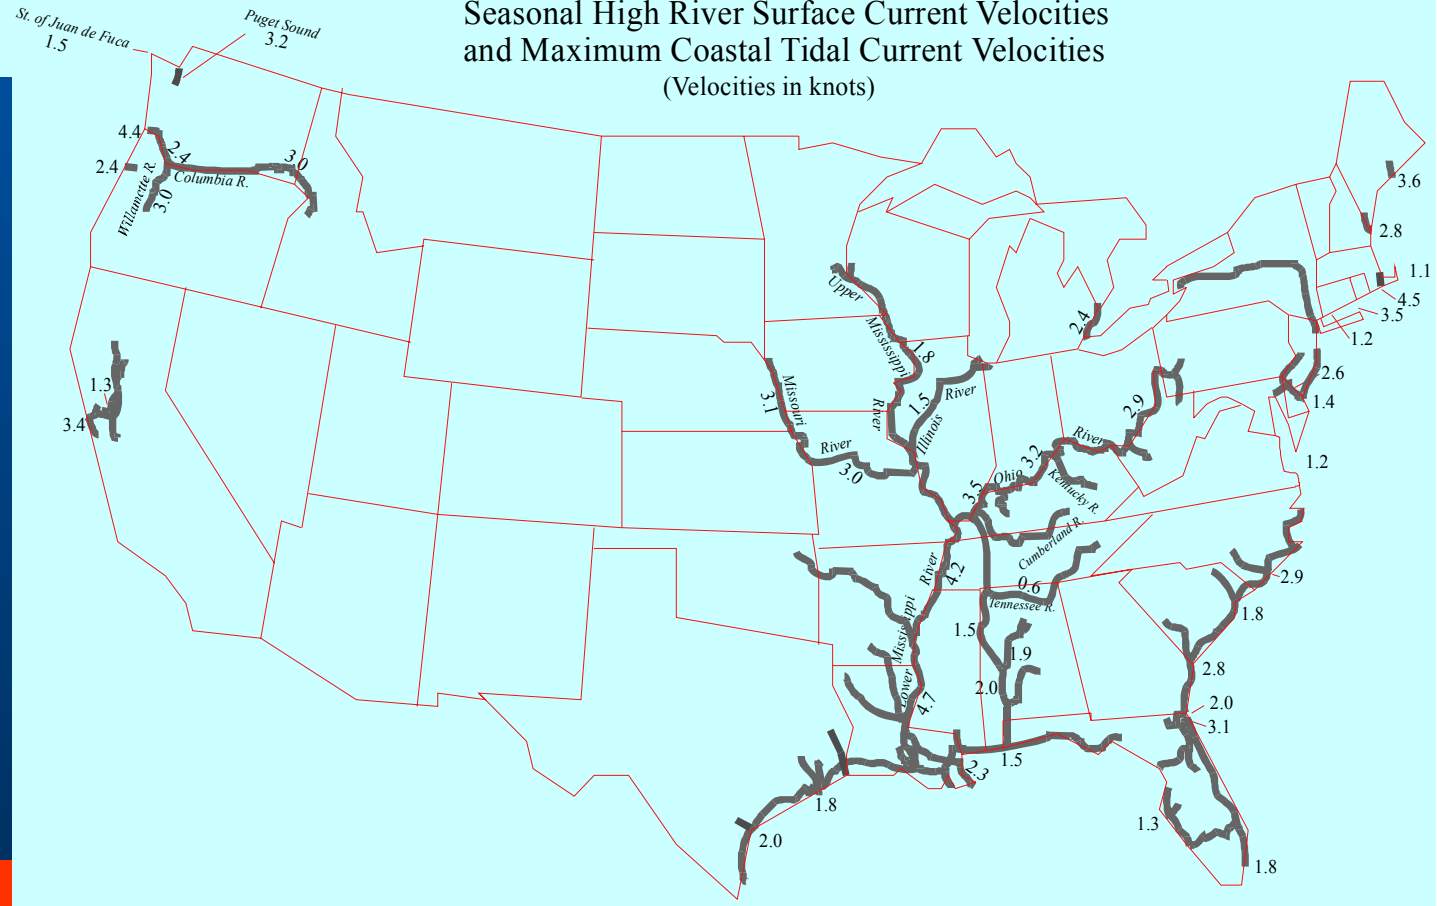 Seasonal High River Surface Current Velocities
and Maximum Coastal Tidal Current Velocities
(Velocities in knots)
St. of Juan de Fuca
1.5
Puget Sound
3.2
4.4
2.4
2.4
3.0
Columbia R.
Willamette R.
3.0
1.3
3.4
Upper
Mississippi
River
1.8
Missouri
3.1
River
3.0
Illinois
River
1.5
2.4
Ohio
River
3.5
3.2
2.9
Kentucky R.
Cumberland R.
0.6
Tennessee R.
Lower
Mississippi
River
4.2
4.7
1.5
1.9
2.0
1.5
2.3
1.8
2.0
3.6
2.8
1.1
4.5
3.5
1.2
2.6
1.4
1.2
2.9
1.8
2.8
2.0
3.1
1.3
1.8